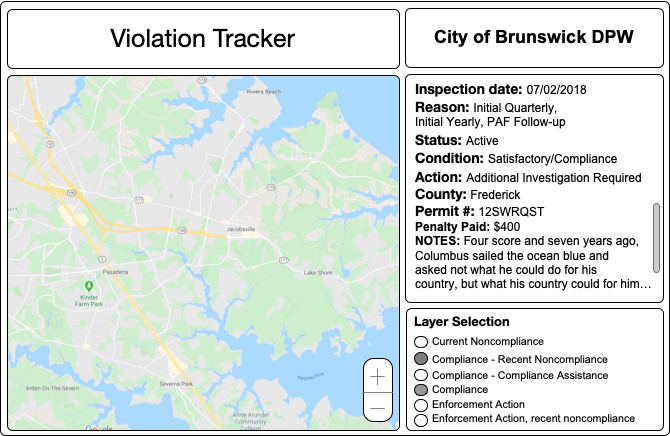 Violation Tracker
City of Brunswick DPW
Riviera Beach
Jacobsville
Pasadena
Lake Shore
Kinder
Farm Park
Severna Park
Arden-On-The-Severn
Magothy River
Anne Arundel
Community
College
Google
Inspection date: 07/02/2018
Reason: Initial Quarterly,
Initial Yearly, PAF Follow-up
Status: Active
Condition: Satisfactory/Compliance
Action: Additional Investigation Required
County: Frederick
Permit #: 12SWRQST
Penalty Paid: $400
NOTES: Four score and seven years ago,
Columbus sailed the ocean blue and
asked not what he could do for his
country, but what his country could for him...
Layer Selection
Current Noncompliance
Compliance - Recent Noncompliance
Compliance - Compliance Assistance
Compliance
Enforcement Action
Enforcement Action, recent noncompliance